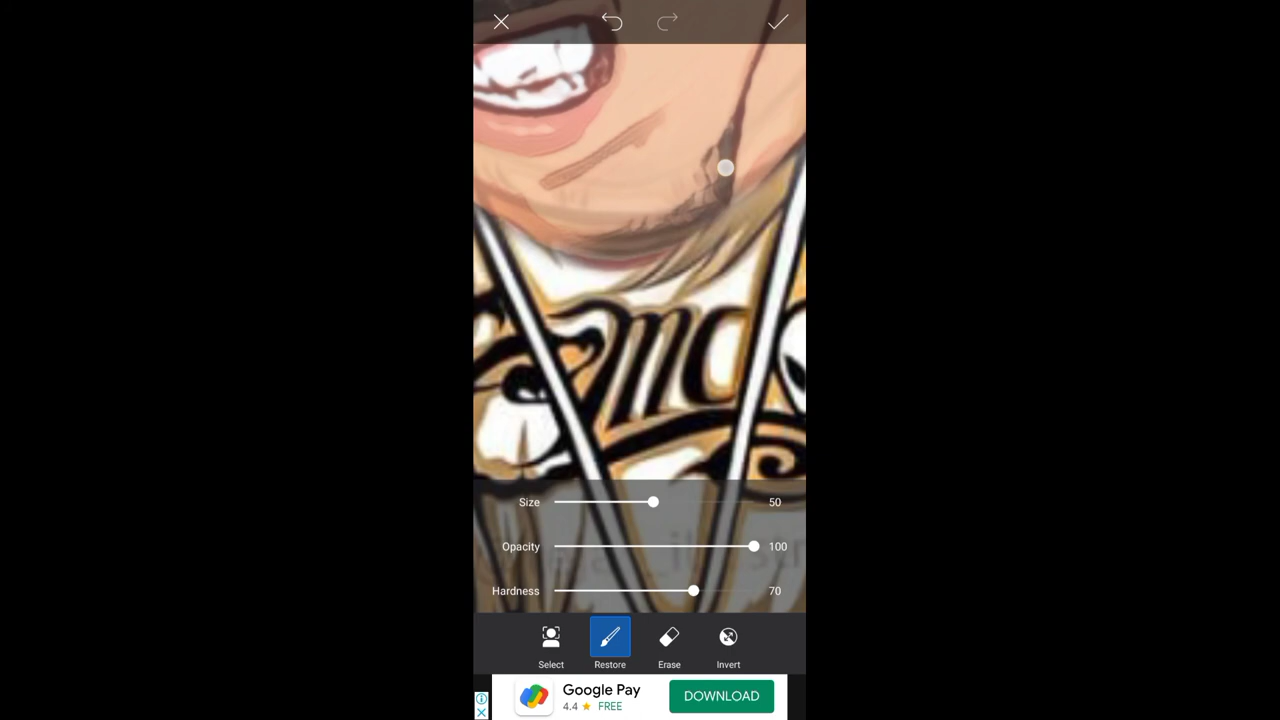 Size 50
Opacity 100
Hardness 70
Select Restore Erase Invert
Google Pay
4.4 ★ FREE
DOWNLOAD